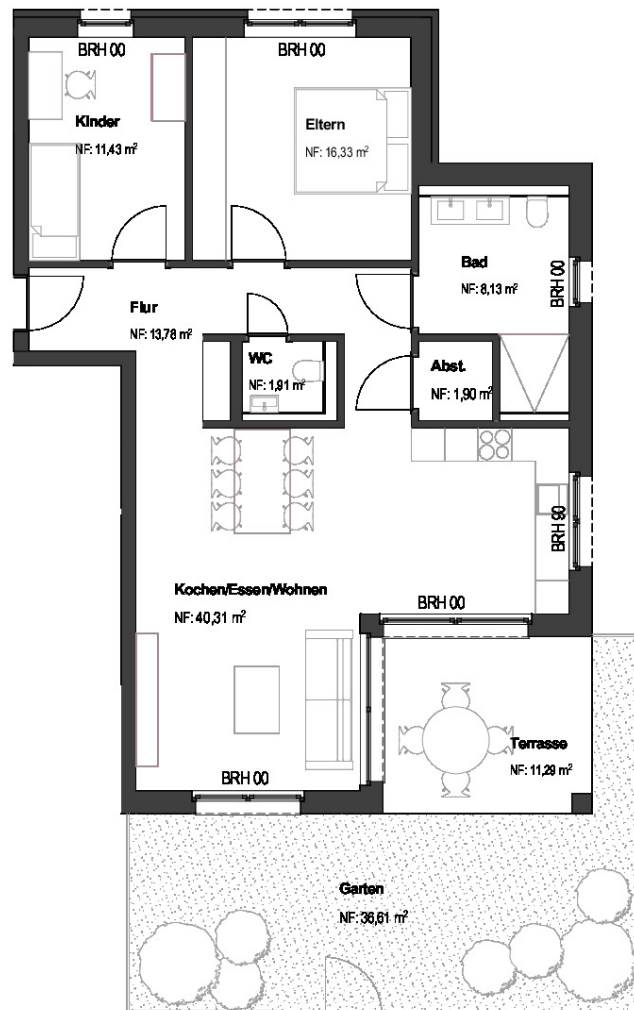 BRH 00
BRH 00
Kinder
NF: 11,43 m²
Eltern
NF: 16,33 m²
Bad
NF: 8,13 m²
BRH 00
Flur
NF: 13,78 m²
WC
NF: 1,91 m²
Abst.
NF: 1,90 m²
BRH 90
Kochen/Essen/Wohnen
NF: 40,31 m²
BRH 00
Terrasse
NF: 11,29 m²
BRH 00
Garten
NF: 36,61 m²